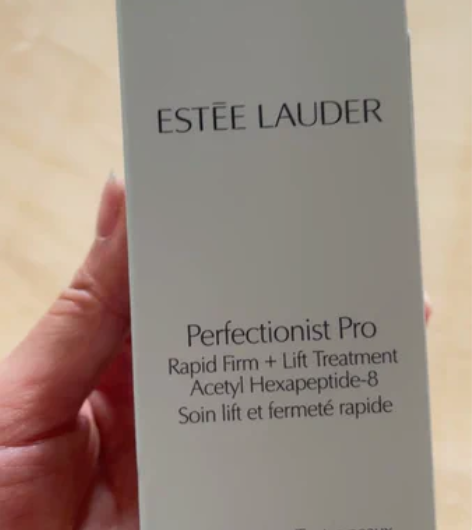 ESTĒE LAUDER
Perfectionist Pro
Rapid Firm + Lift Treatment
Acetyl Hexapeptide-8
Soin lift et fermeté rapide